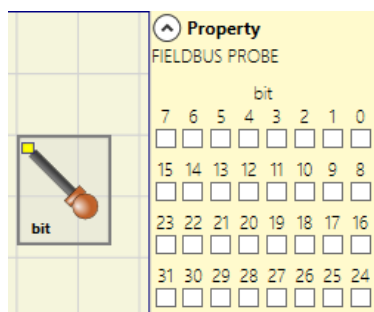 Property
FIELDBUS PROBE
bit
7 6 5 4 3 2 1 0
15 14 13 12 11 10 9 8
23 22 21 20 19 18 17 16
31 30 29 28 27 26 25 24
bit